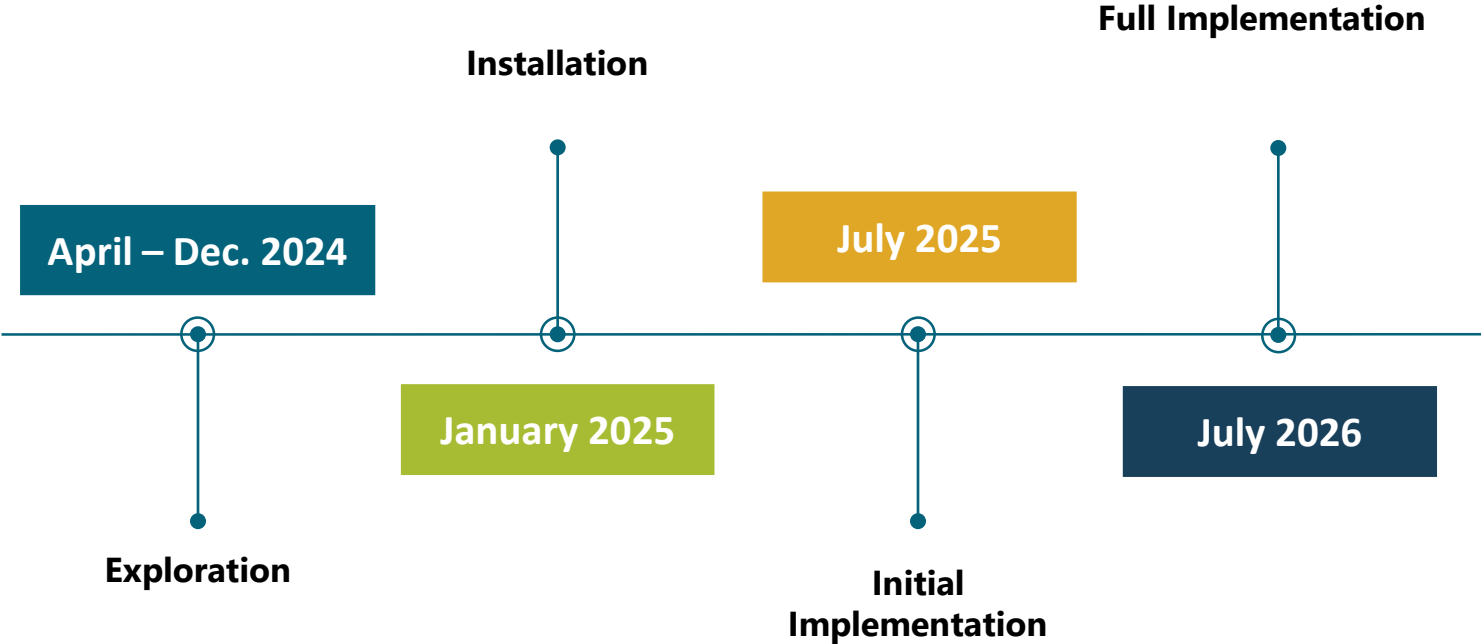 Full Implementation
Installation
April – Dec. 2024
July 2025
January 2025
July 2026
Exploration
Initial
Implementation